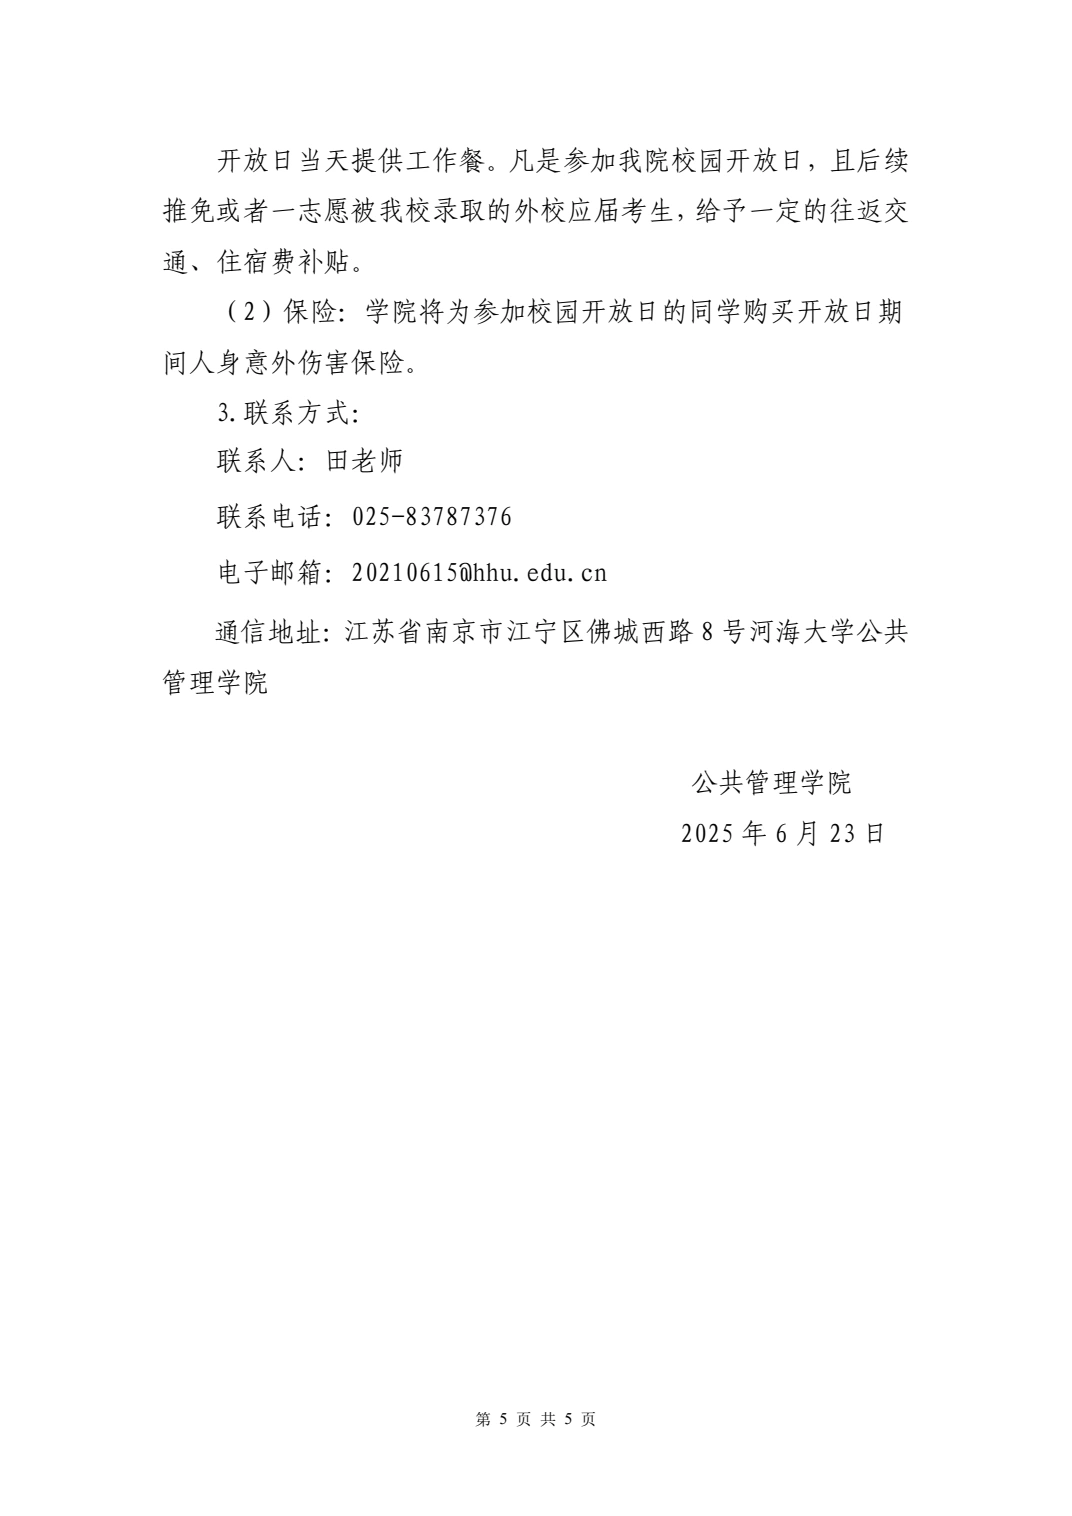 开放日当天提供工作餐。凡是参加我院校园开放日，且后续
推免或者一志愿被我校录取的外校应届考生，给予一定的往返交
通、住宿费补贴。
（2）保险：学院将为参加校园开放日的同学购买开放日期
间人身意外伤害保险。
3.联系方式：
联系人：田老师
联系电话：025-83787376
电子邮箱：20210615@hhu.edu.cn
通信地址：江苏省南京市江宁区佛城西路 8 号河海大学公共
管理学院
公共管理学院
2025 年 6 月 23 日
第 5 页 共 5 页